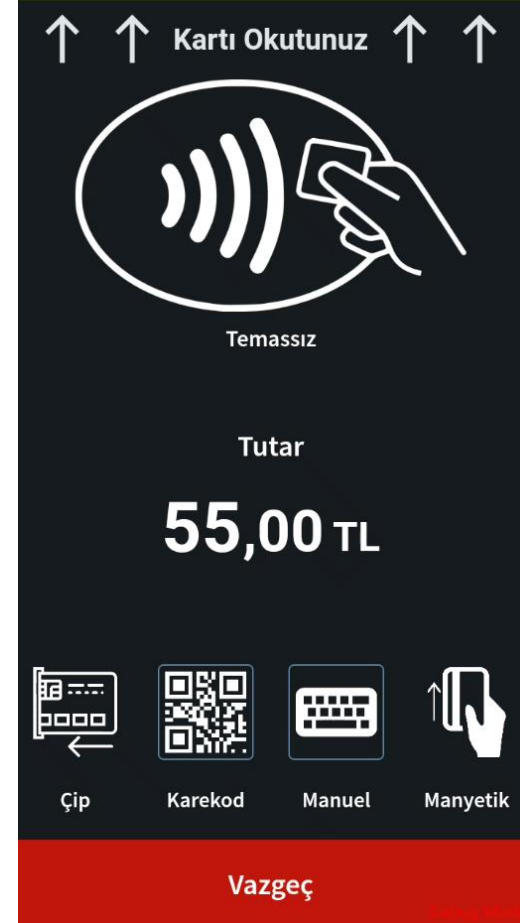 Kartı Okutunuz
Temassız
Tutar
55,00 TL
Çip
Karekod
Manuel
Manyetik
Vazgeç